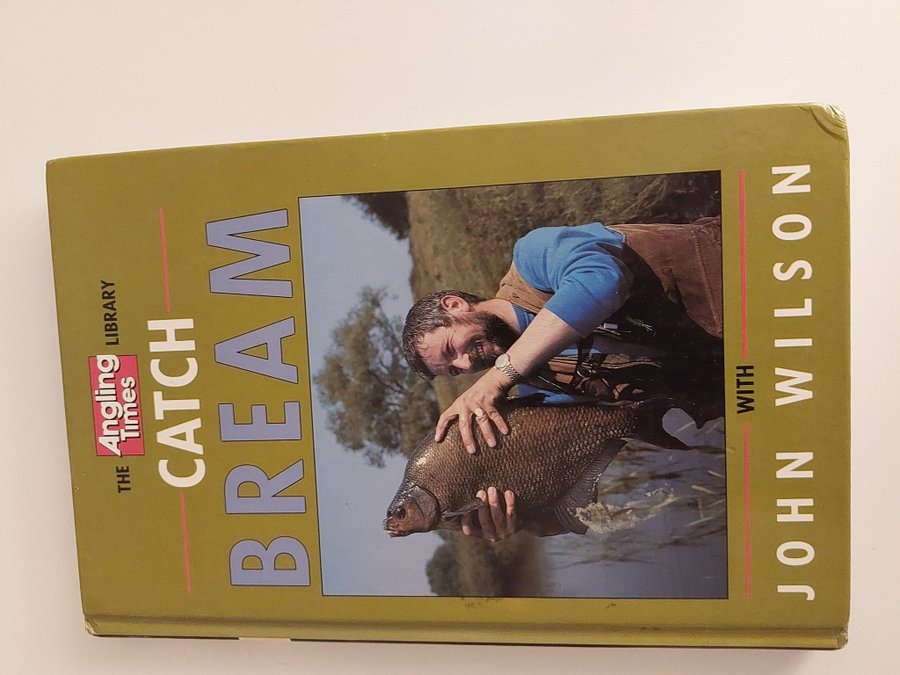 THE Angling Times LIBRARY
CATCH
BREAM
WITH
JOHN WILSON